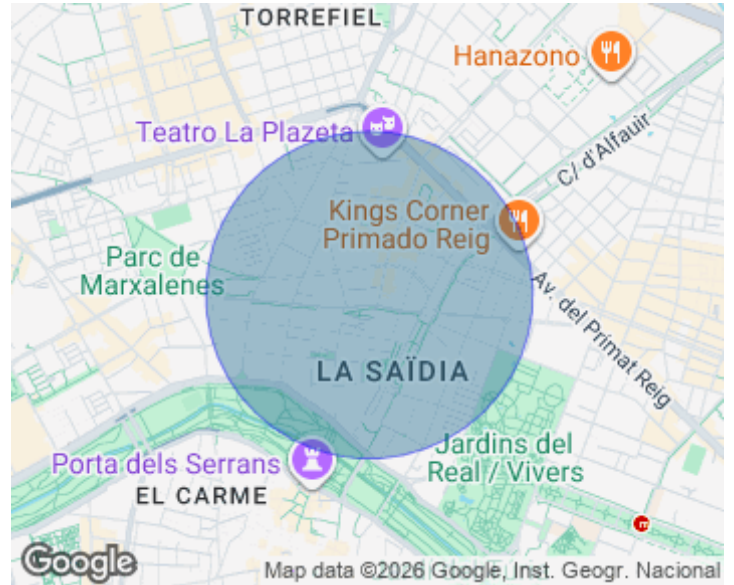 TORREFIEL
Hanazono
Teatro La Plazeta
C/ d'Alfauir
Kings Corner
Primado Reig
Parc de
Marxalenes
Av. del Primat Reig
LA SAÏDIA
Jardins del
Real / Vivers
Porta dels Serrans
EL CARME
m
Google
Map data ©2026 Google, Inst. Geogr. Nacional